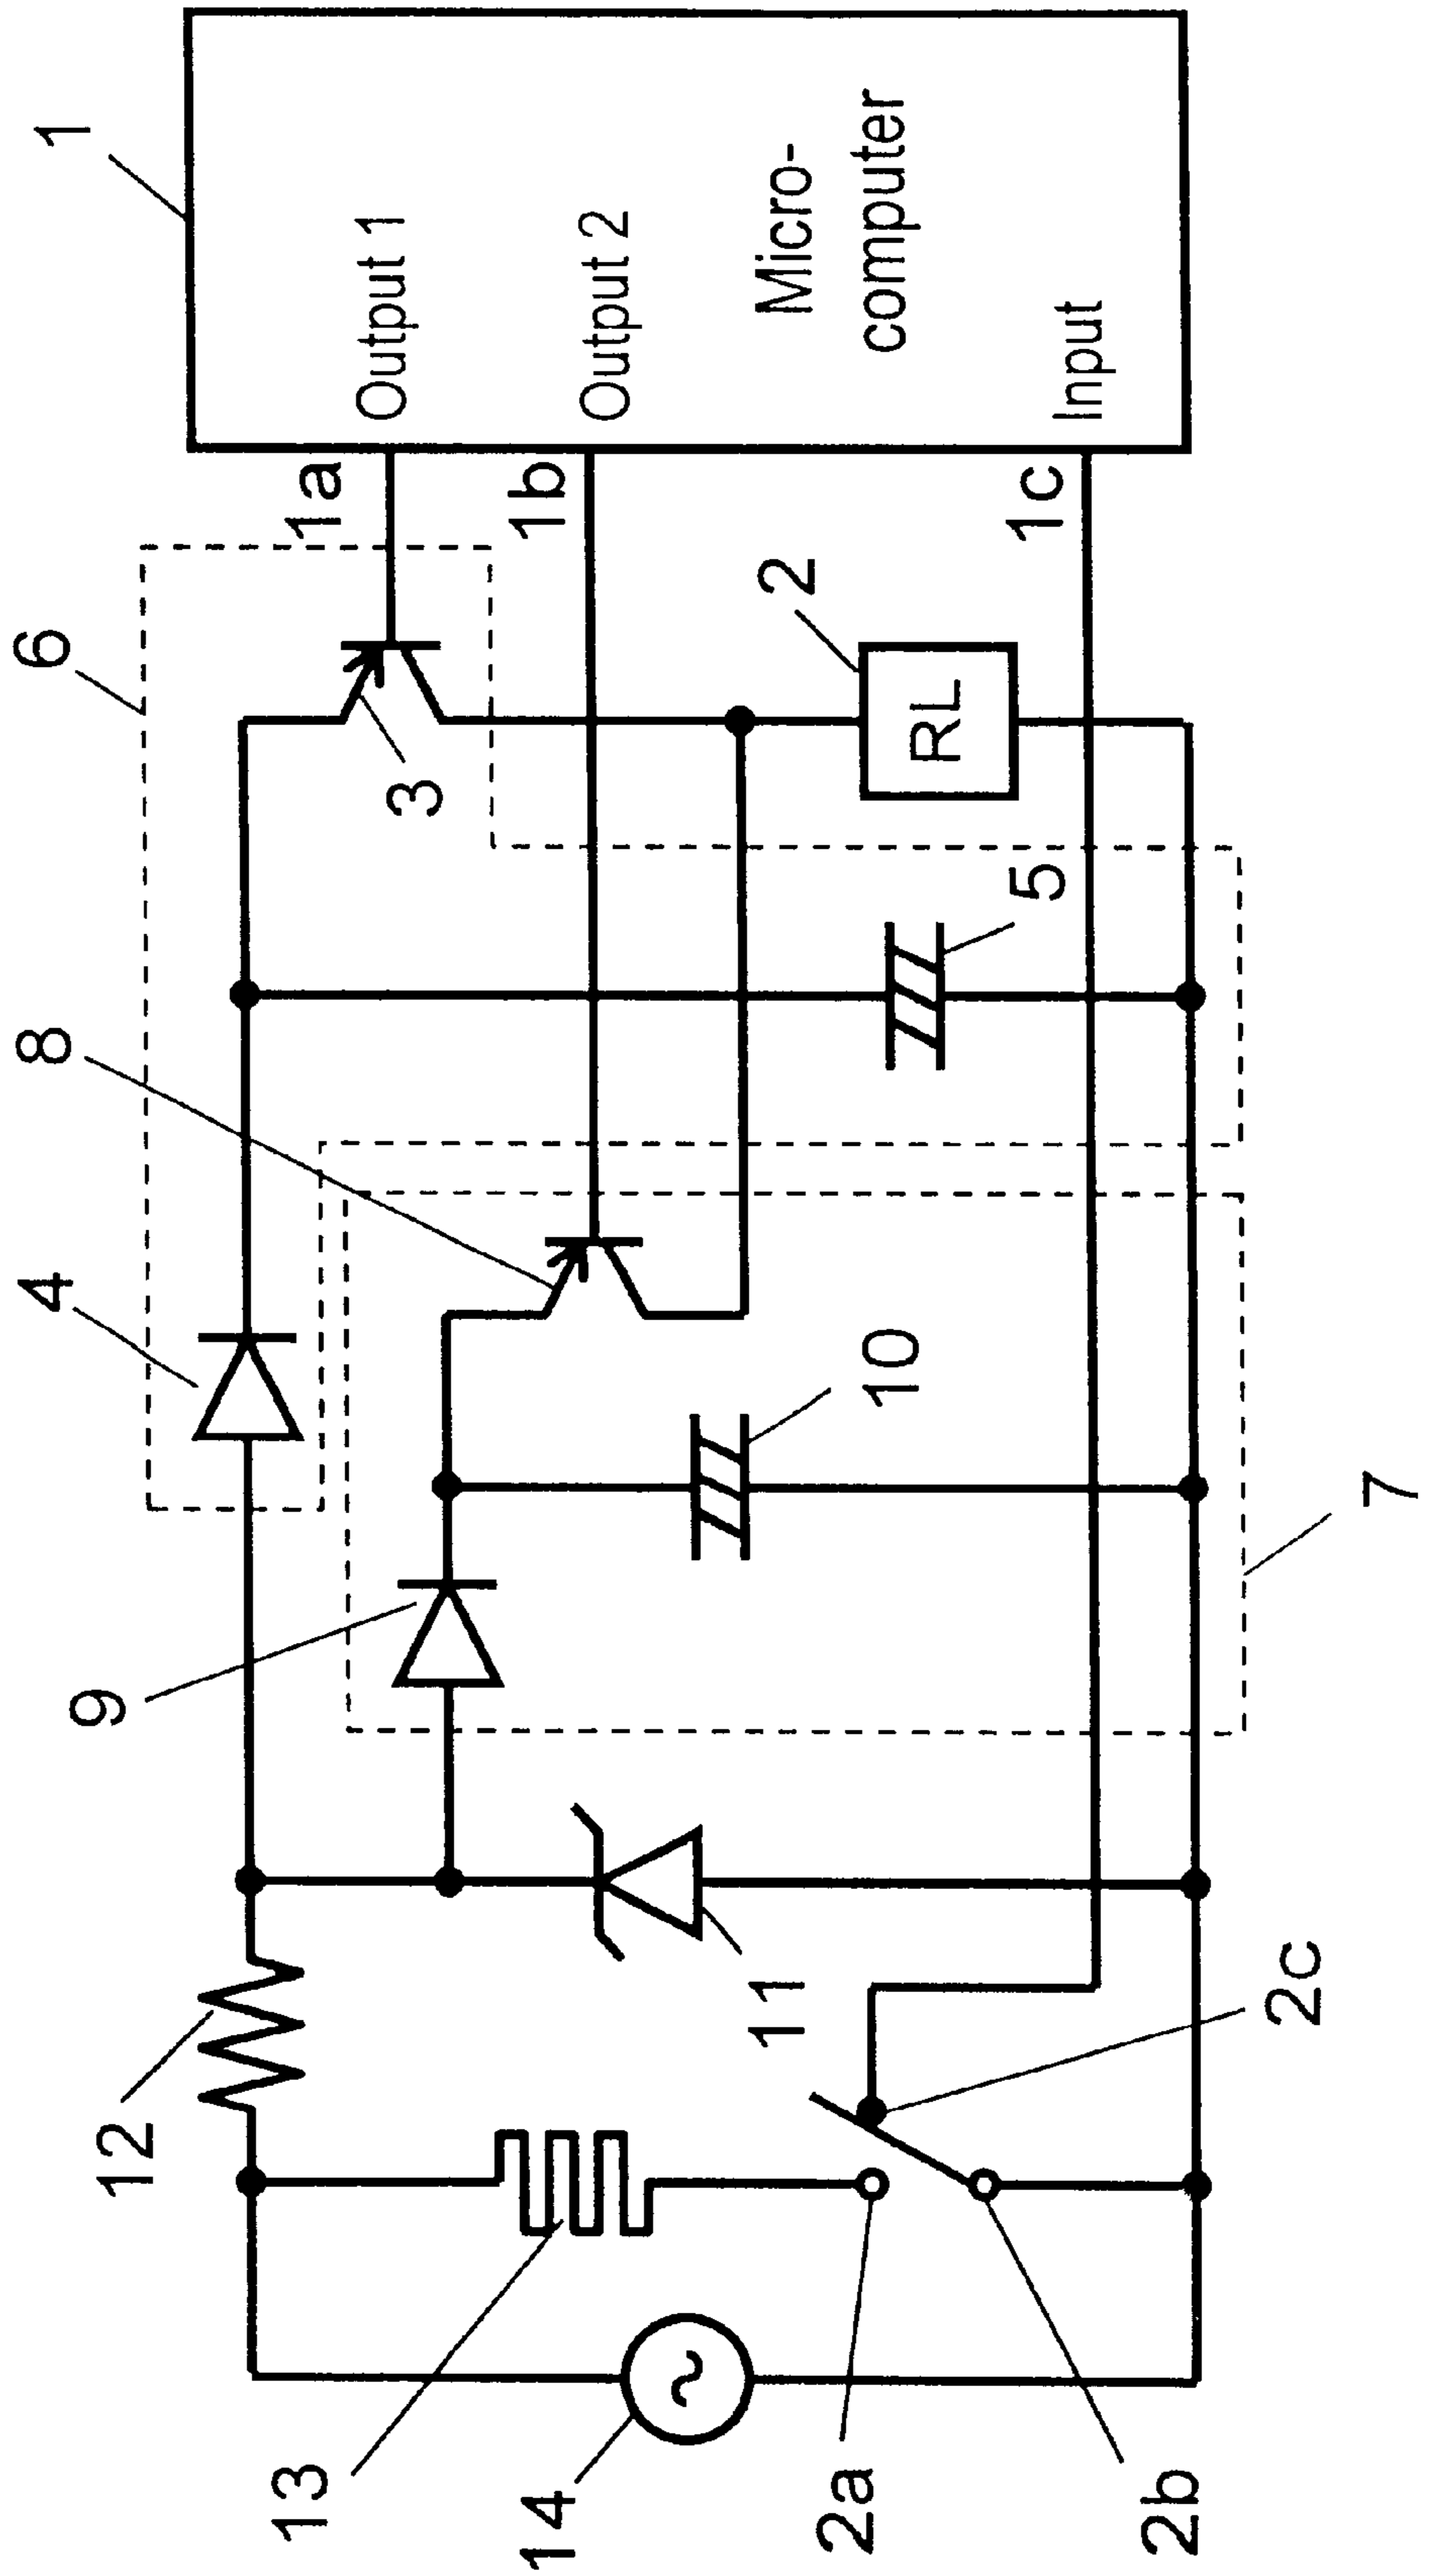 1
Output 1
Output 2
Micro-
computer
Input
1a
1b
1c
6
3
2
RL
5
8
4
10
7
9
11
12
2c
13
14
2a
2b